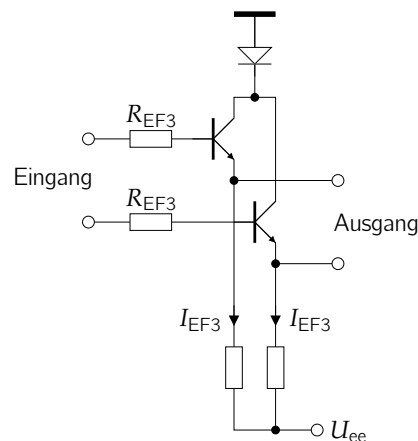 R_EF3
Eingang
R_EF3
Ausgang
I_EF3
I_EF3
U_ee